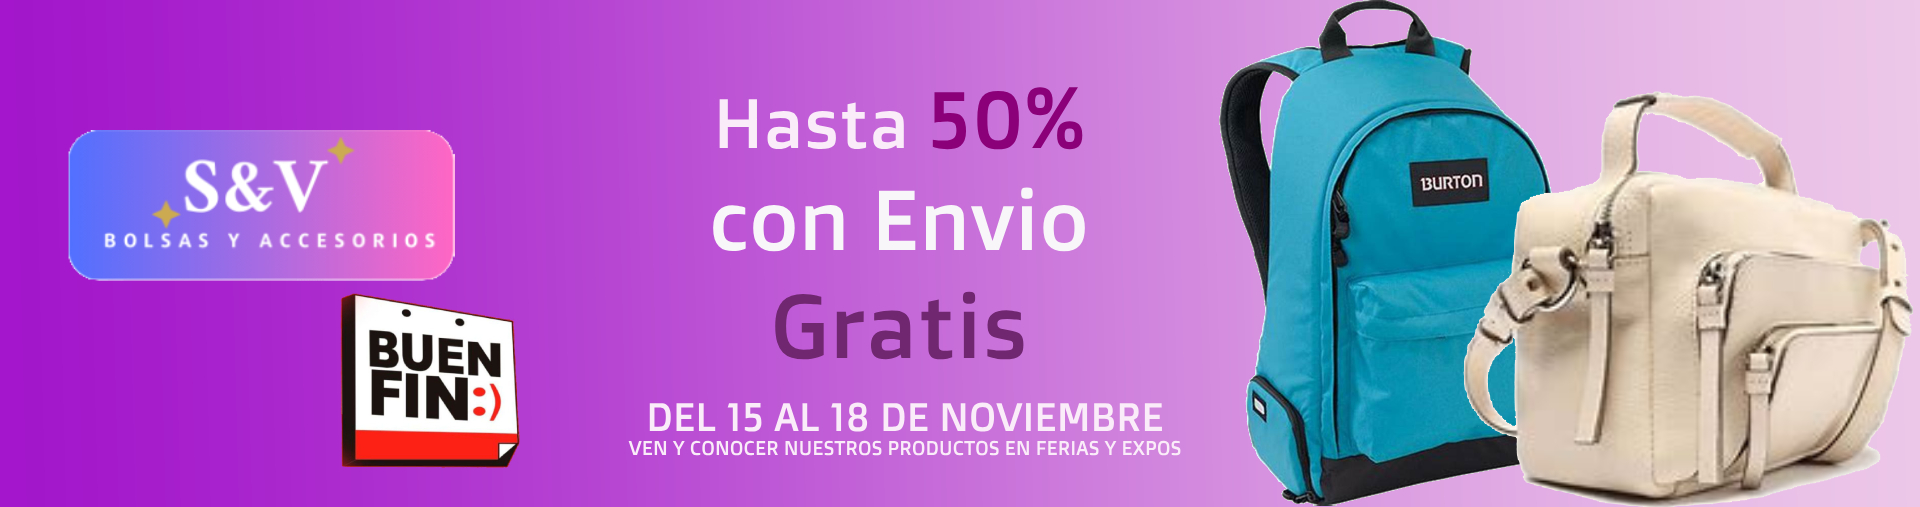 S&V
BOLSAS Y ACCESORIOS
BUEN
FIN:)
Hasta 50%
con Envio
Gratis
DEL 15 AL 18 DE NOVIEMBRE
VEN Y CONOCER NUESTROS PRODUCTOS EN FERIAS Y EXPOS
BURTON